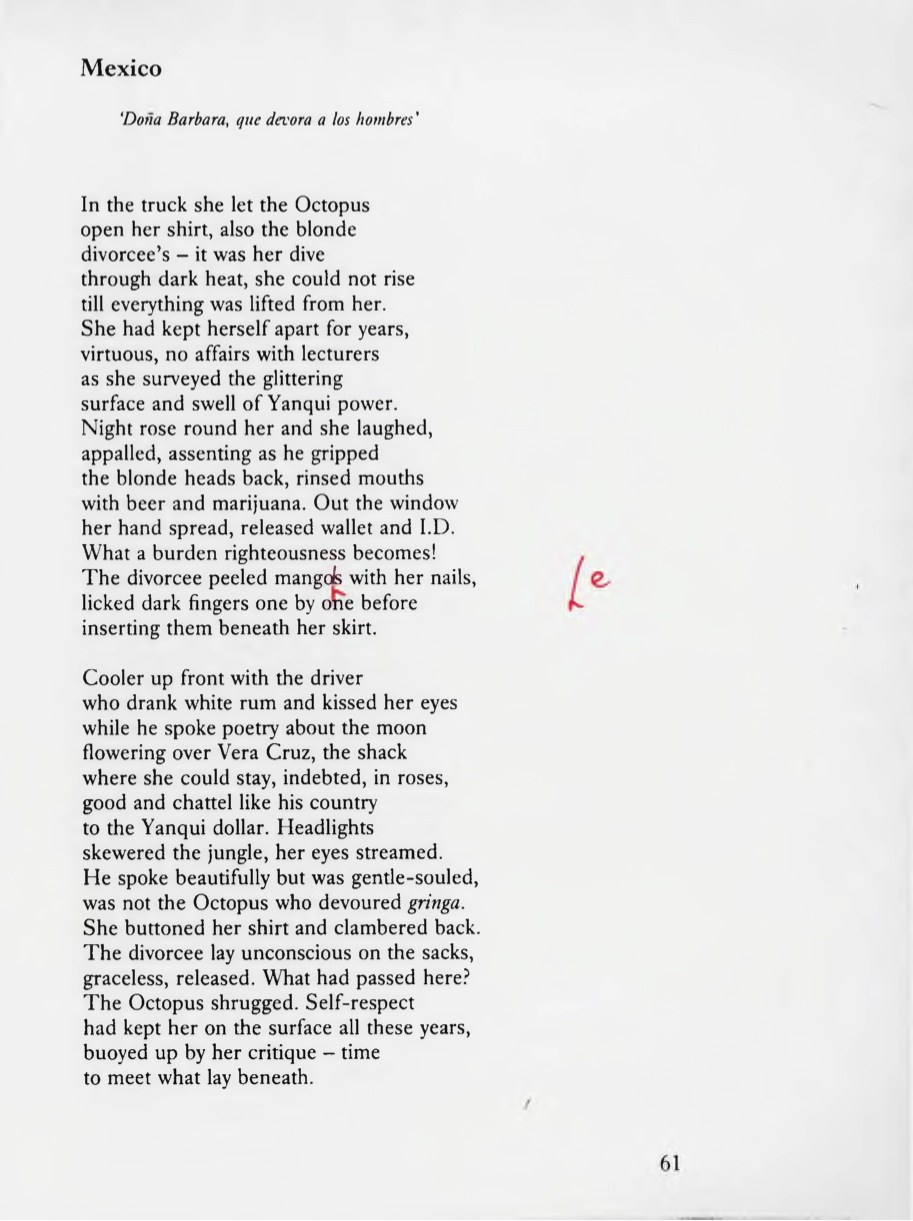 Mexico
'Doña Barbara, que devora a los hombres'
In the truck she let the Octopus
open her shirt, also the blonde
divorcee's – it was her dive
through dark heat, she could not rise
till everything was lifted from her.
She had kept herself apart for years,
virtuous, no affairs with lecturers
as she surveyed the glittering
surface and swell of Yanqui power.
Night rose round her and she laughed,
appalled, assenting as he gripped
the blonde heads back, rinsed mouths
with beer and marijuana. Out the window
her hand spread, released wallet and I.D.
What a burden righteousness becomes!
The divorcee peeled mangos with her nails,
e
licked dark fingers one by one before
inserting them beneath her skirt.
Cooler up front with the driver
who drank white rum and kissed her eyes
while he spoke poetry about the moon
flowering over Vera Cruz, the shack
where she could stay, indebted, in roses,
good and chattel like his country
to the Yanqui dollar. Headlights
skewered the jungle, her eyes streamed.
He spoke beautifully but was gentle-souled,
was not the Octopus who devoured gringa.
She buttoned her shirt and clambered back.
The divorcee lay unconscious on the sacks,
graceless, released. What had passed here?
The Octopus shrugged. Self-respect
had kept her on the surface all these years,
buoyed up by her critique – time
to meet what lay beneath.
61